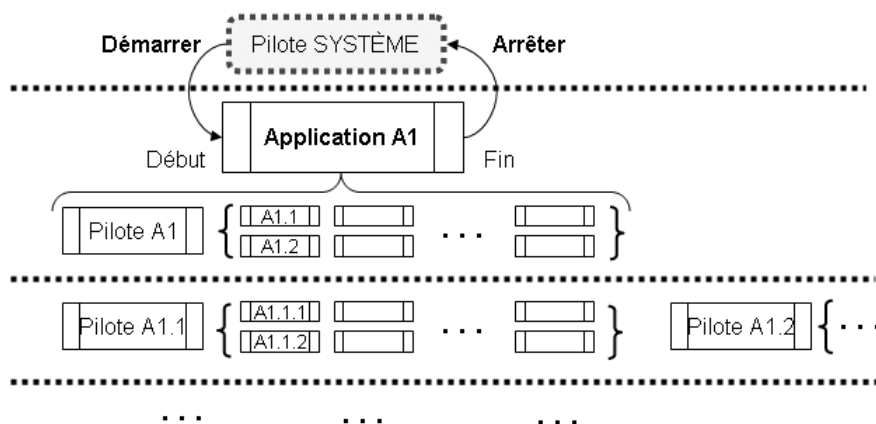 Démarrer Pilote SYSTÈME Arrêter
Application A1
Début Fin
Pilote A1 { A1.1 ... }
A1.2
Pilote A1.1 { A1.1.1 ... } Pilote A1.2 { ...
A1.1.2
... ... ...